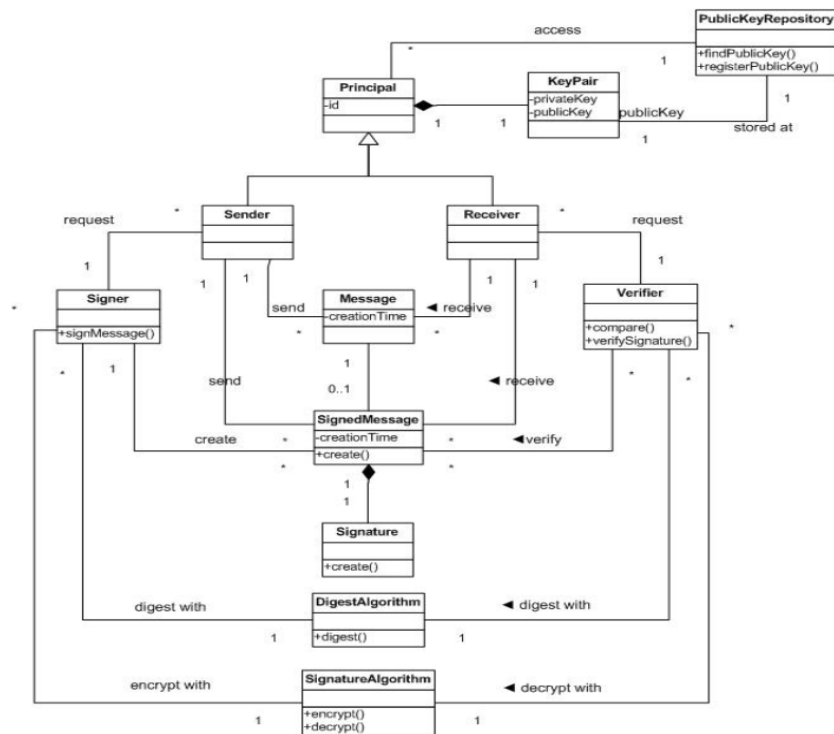 PublicKeyRepository
+findPublicKey()
+registerPublicKey()
access
*
1
Principal
-id
KeyPair
-privateKey
-publicKey
1
1
publicKey
1
1
stored at
Sender
Receiver
request
*
*
request
1
1
1
1
1
1
Signer
+signMessage()
*
send
Message
-creationTime
◄ receive
Verifier
+compare()
+verifySignature()
*
*
*
*
1
1
*
*
send
0..1
◄ receive
SignedMessage
-creationTime
+create()
create
*
*
◄verify
*
*
1
1
Signature
+create()
digest with
DigestAlgorithm
+digest()
◄ digest with
1
1
encrypt with
SignatureAlgorithm
+encrypt()
+decrypt()
◄ decrypt with
1
1